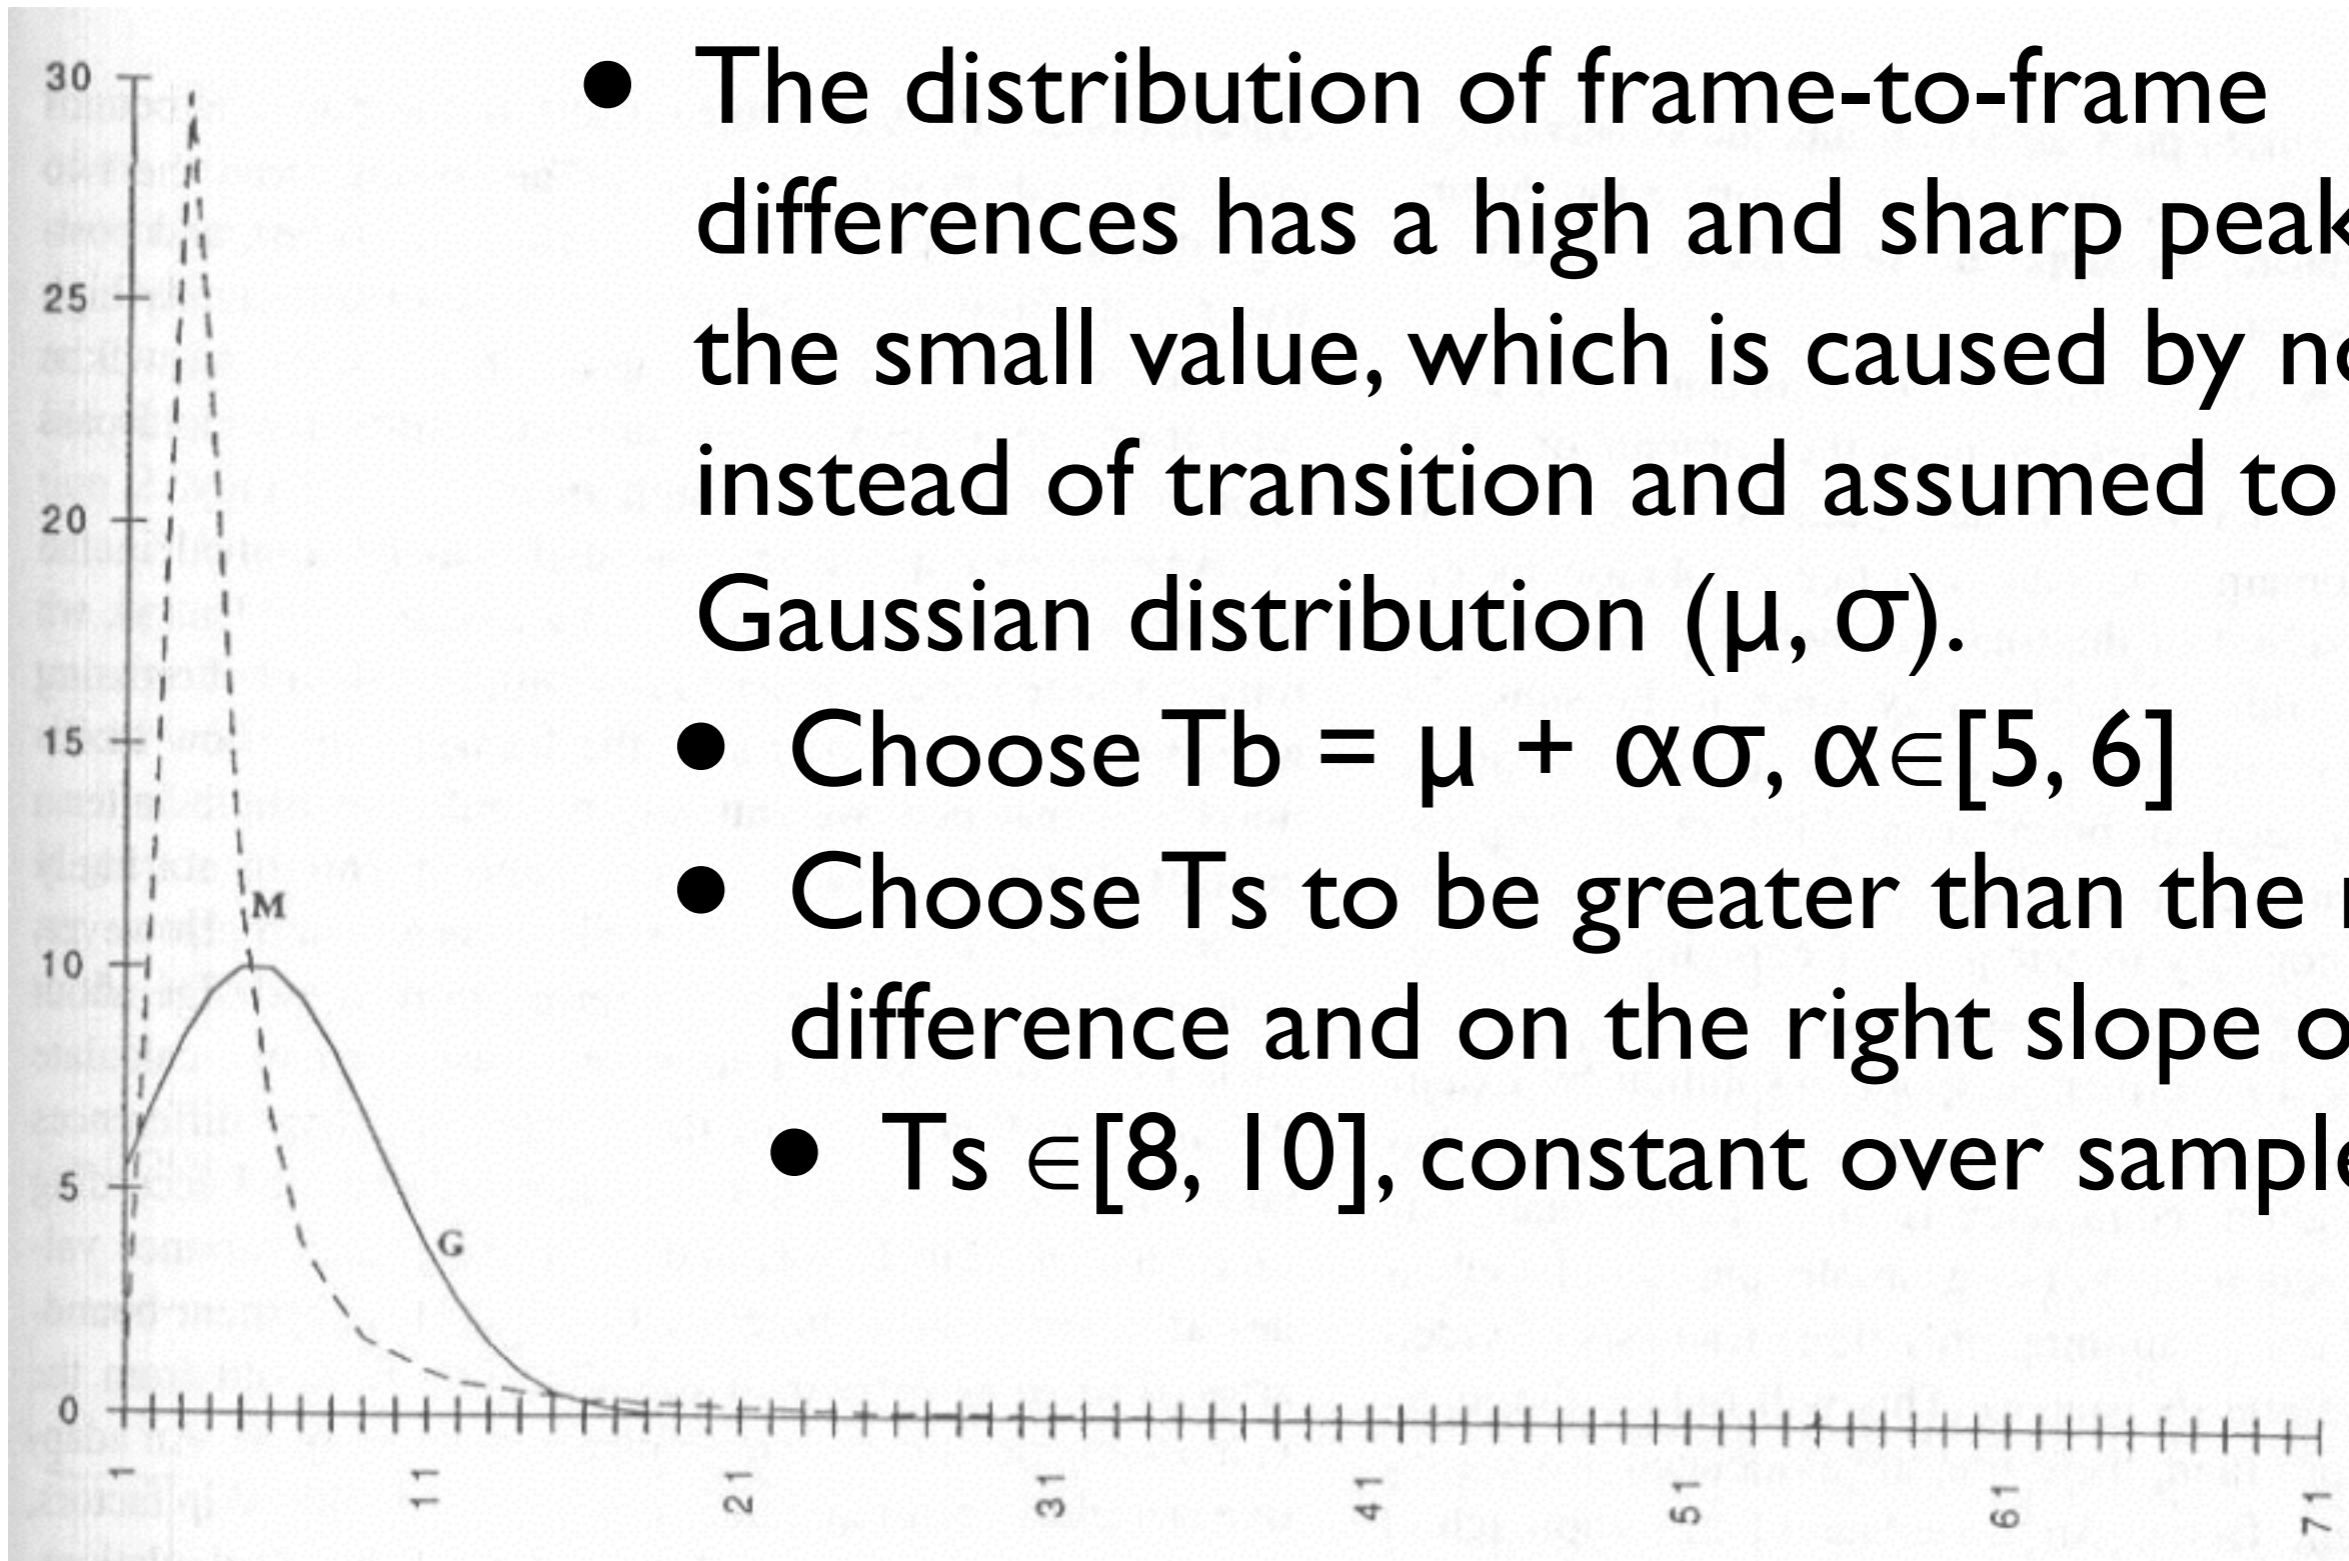 • The distribution of frame-to-frame
differences has a high and sharp peak
the small value, which is caused by
instead of transition and assumed to
Gaussian distribution (μ, σ).
• Choose Tb = μ + ασ, α∈[5, 6]
• Choose Ts to be greater than the
difference and on the right slope
• Ts ∈[8, 10], constant over
30
25
20
15
10
5
0
M
G
1 11 21 31 41 51 61 71